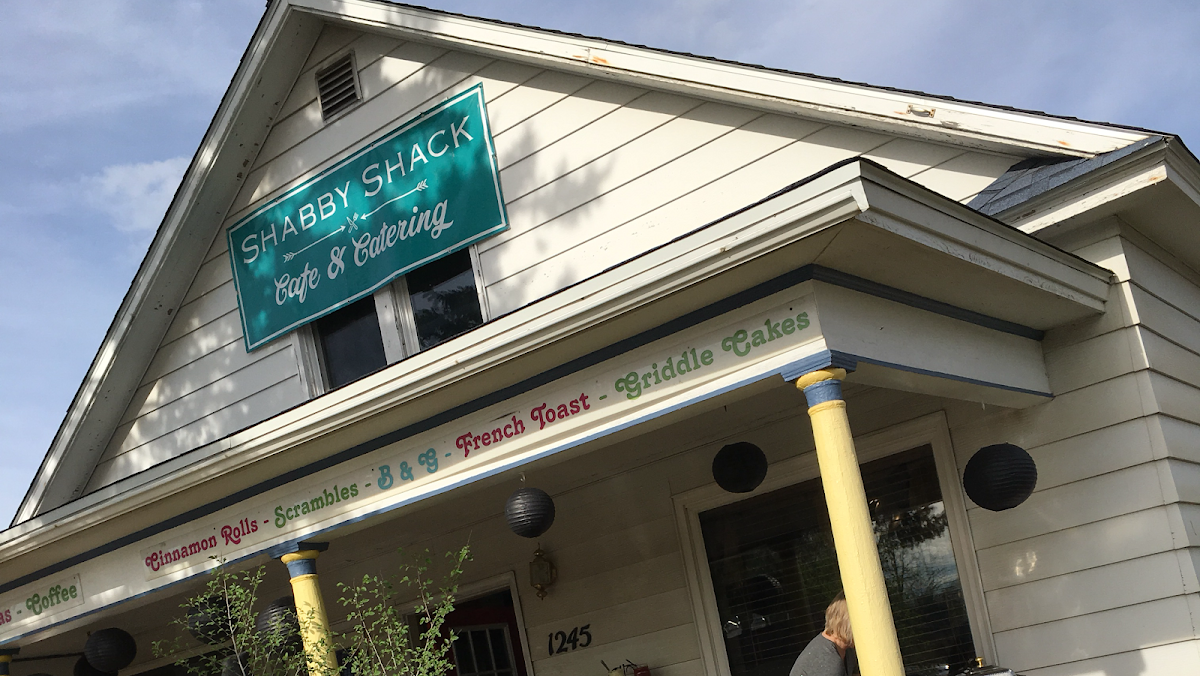 SHABBY SHACK
Cafe & Catering
- Coffee
Cinnamon Rolls - Scrambles - B & G - French Toast - Griddle Cakes
1245